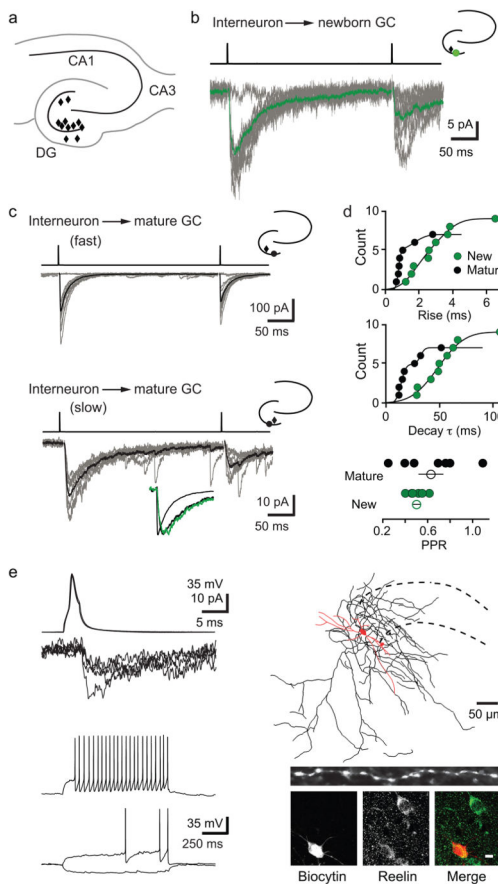 a
CA1
CA3
DG
b
Interneuron → newborn GC
5 pA
50 ms
c
Interneuron → mature GC
(fast)
100 pA
50 ms
Interneuron → mature GC
(slow)
10 pA
50 ms
d
Count
10
5
0
New
Mature
0 2 4 6
Rise (ms)
Count
10
5
0
0 50 100
Decay τ (ms)
Mature
New
0.2 0.6 1.0
PPR
e
35 mV
10 pA
5 ms
35 mV
250 ms
50 µm
Biocytin
Reelin
Merge